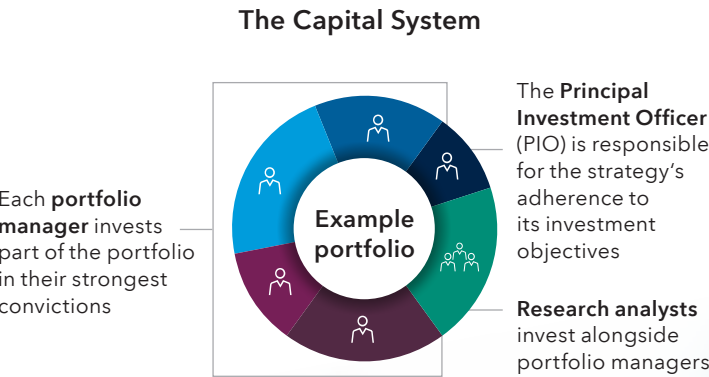 The Capital System
Each portfolio
manager invests
part of the portfolio
in their strongest
convictions
Example
portfolio
The Principal
Investment Officer
(PIO) is responsible
for the strategy’s
adherence to
its investment
objectives
Research analysts
invest alongside
portfolio managers